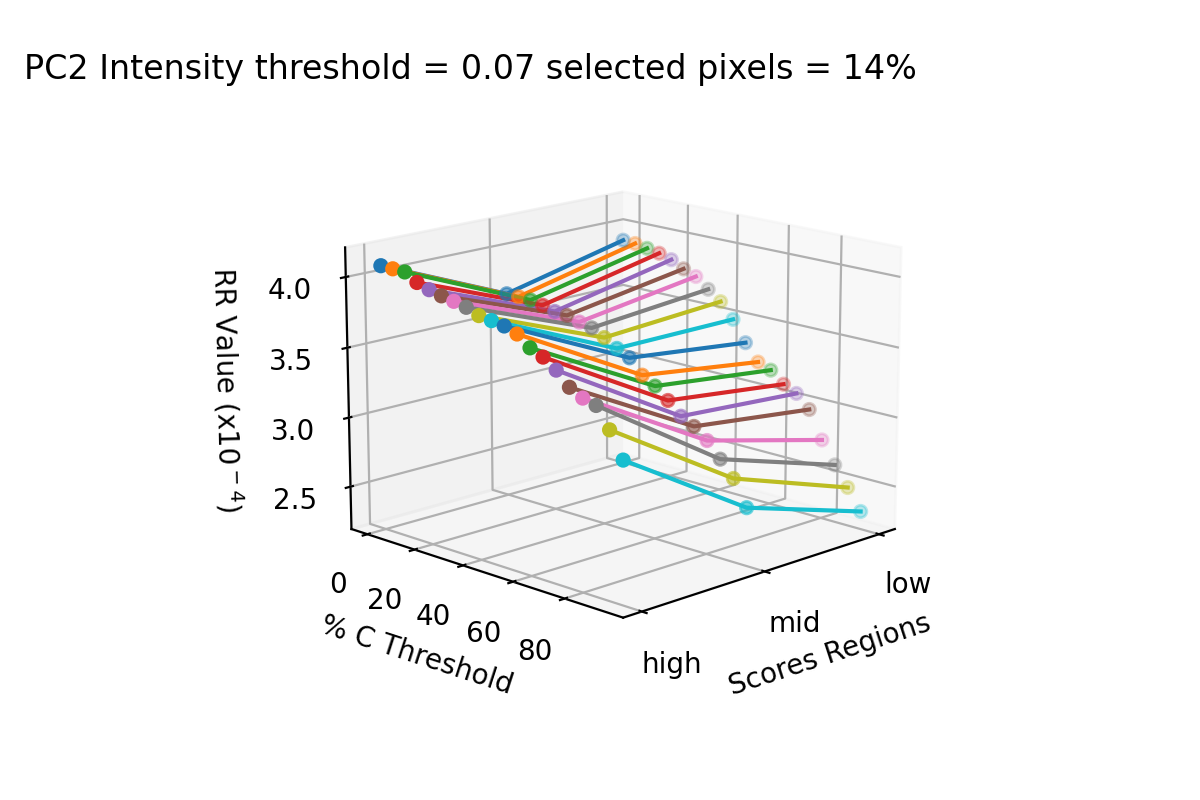 PC2 Intensity threshold = 0.07 selected pixels = 14%
RR Value (x10⁻⁴)
4.0
3.5
3.0
2.5
0
20
40
60
80
% C Threshold
high
mid
low
Scores Regions